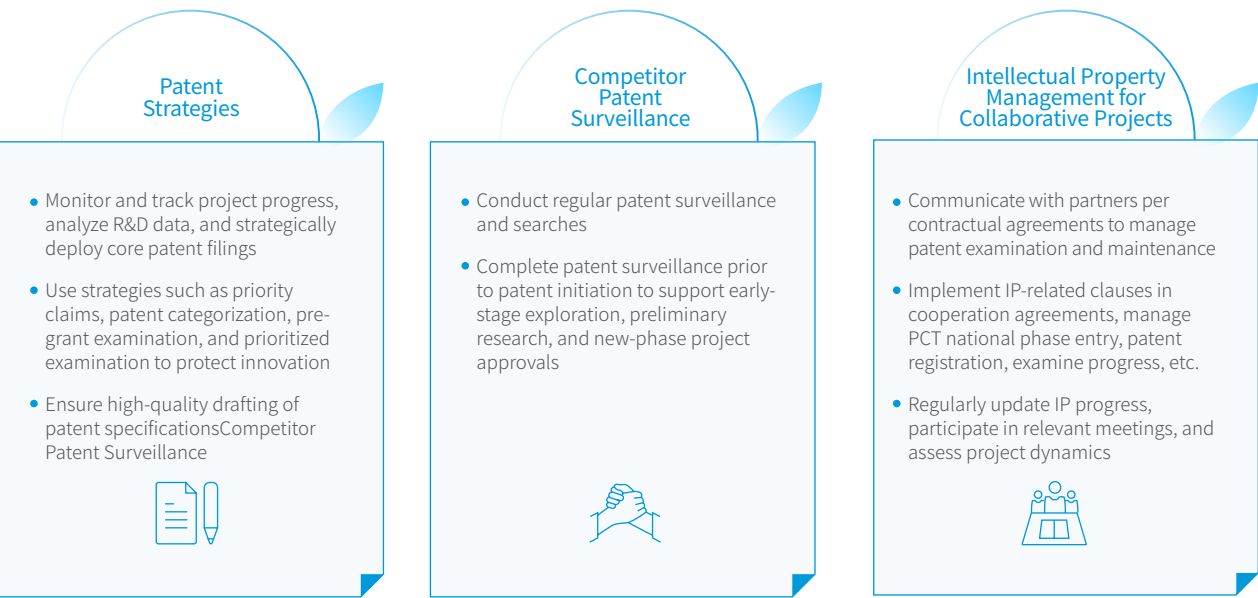 Patent
Strategies
Monitor and track project progress,
analyze R&D data, and strategically
deploy core patent filings
Use strategies such as priority
claims, patent categorization, pre-
grant examination, and prioritized
examination to protect innovation
Ensure high-quality drafting of
patent specificationsCompetitor
Patent Surveillance
Competitor
Patent
Surveillance
Conduct regular patent surveillance
and searches
Complete patent surveillance prior
to patent initiation to support early-
stage exploration, preliminary
research, and new-phase project
approvals
Intellectual Property
Management for
Collaborative Projects
Communicate with partners per
contractual agreements to manage
patent examination and maintenance
Implement IP-related clauses in
cooperation agreements, manage
PCT national phase entry, patent
registration, examine progress, etc.
Regularly update IP progress,
participate in relevant meetings, and
assess project dynamics